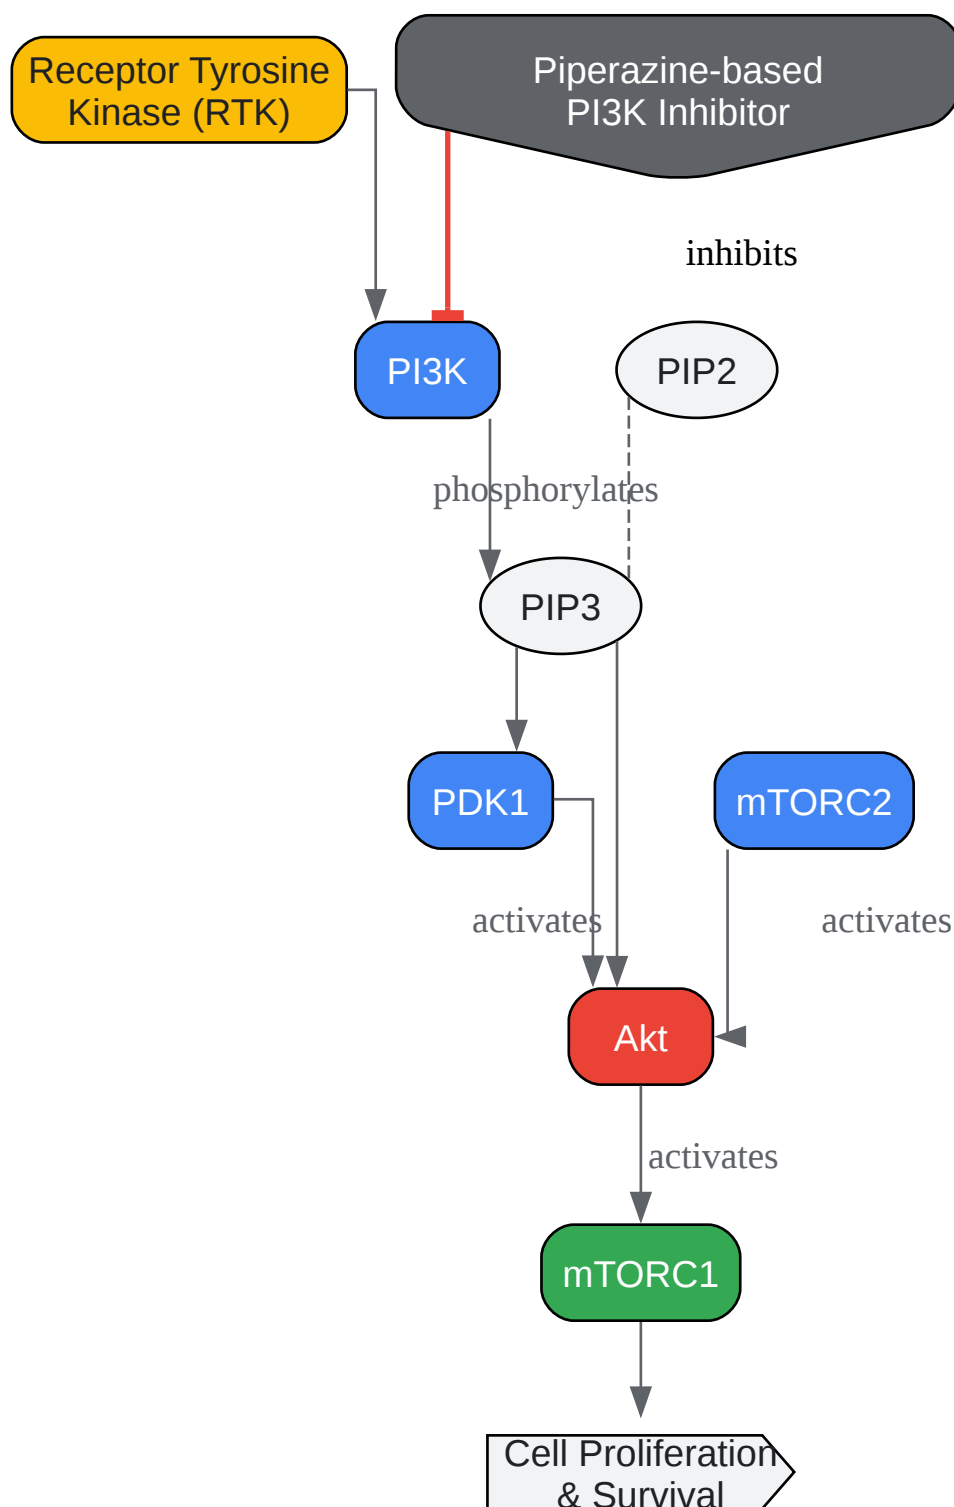 Receptor Tyrosine
Kinase (RTK)
Piperazine-based
PI3K Inhibitor
inhibits
PI3K
PIP2
phosphorylates
PIP3
PDK1
mTORC2
activates
activates
Akt
activates
mTORC1
Cell Proliferation
& Survival